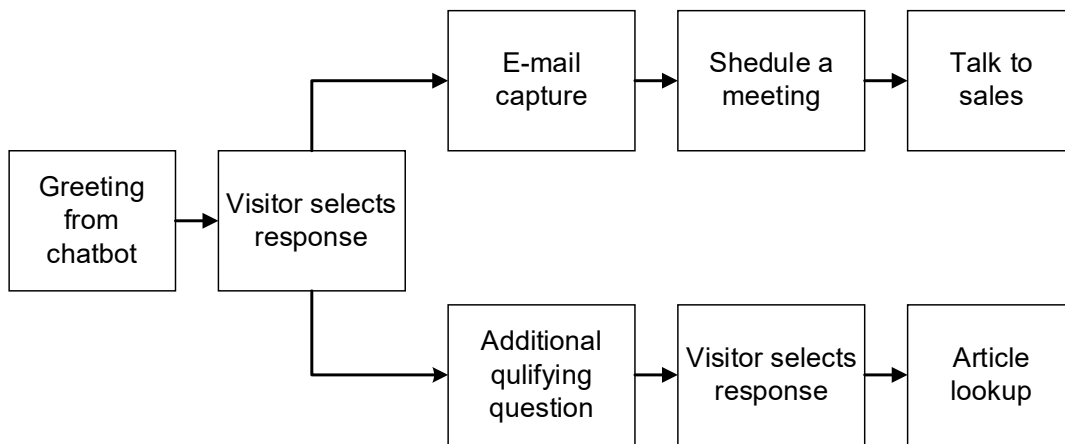 E-mail
capture
Shedule a
meeting
Talk to
sales
Greeting
from
chatbot
Visitor selects
response
Additional
qulifying
question
Visitor selects
response
Article
lookup